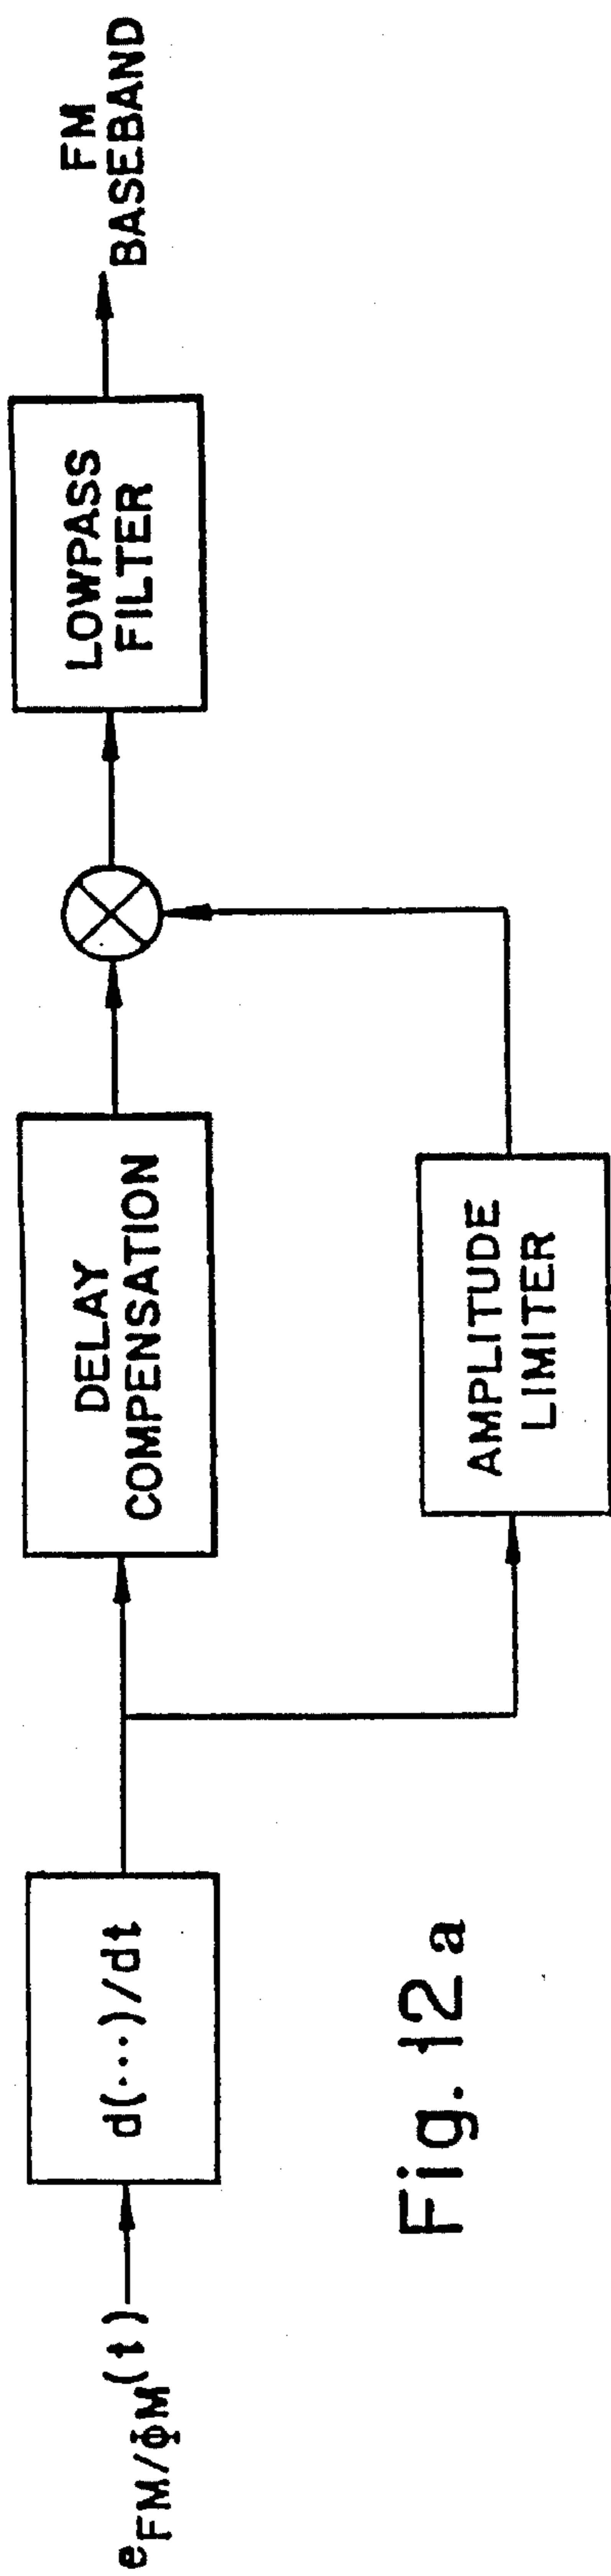 e_FM/ΦM(t)
d(···)/dt
DELAY
COMPENSATION
AMPLITUDE
LIMITER
LOWPASS
FILTER
FM
BASEBAND
Fig. 12a